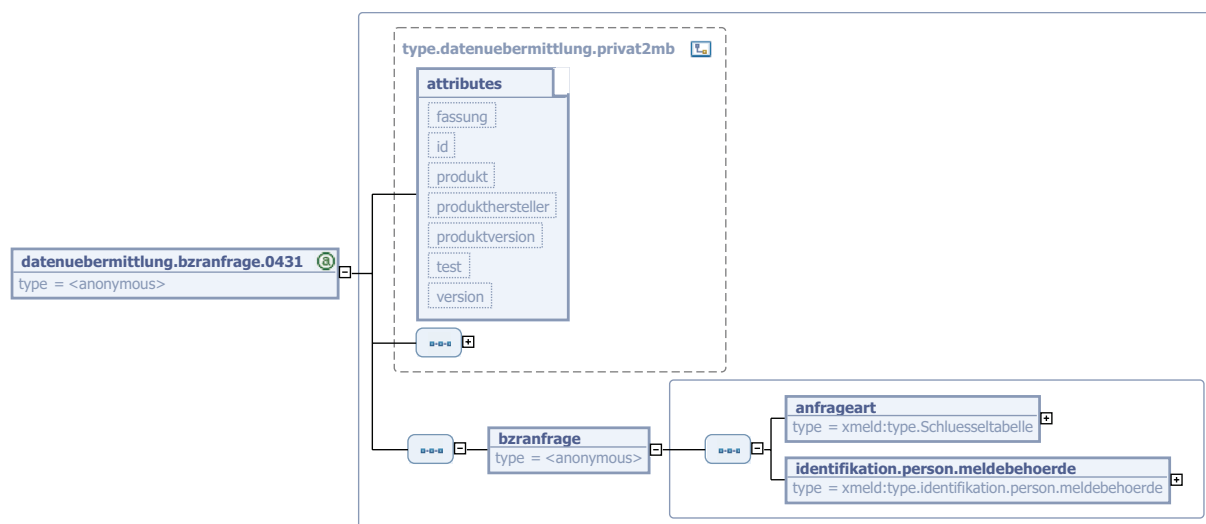 type.datenuebermittlung.privat2mb
attributes
fassung
id
produkt
produkthersteller
produktversion
test
version
datenuebermittlung.bzranfrage.0431 a
type = <anonymous>
bzranfrage
type = <anonymous>
anfrageart
type = xmeld:type.Schluesseltabelle
identifikation.person.meldebehoerde
type = xmeld:type.identifikation.person.meldebehoerde